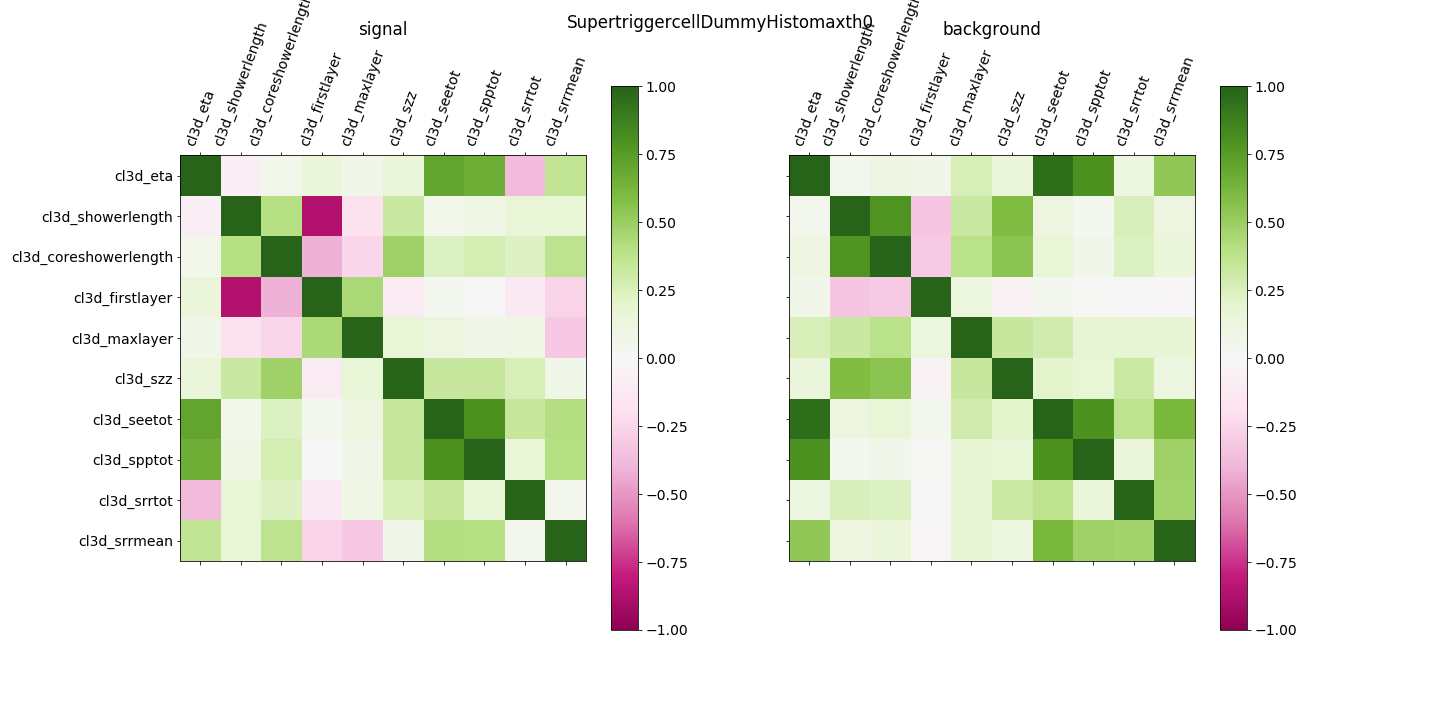 SupertriggercellDummyHistomaxth0
signal
background
cl3d_eta
cl3d_showerlength
cl3d_coreshowerlength
cl3d_firstlayer
cl3d_maxlayer
cl3d_szz
cl3d_seetot
cl3d_spptot
cl3d_srrtot
cl3d_srrmean
cl3d_eta
cl3d_showerlength
cl3d_coreshowerlength
cl3d_firstlayer
cl3d_maxlayer
cl3d_szz
cl3d_seetot
cl3d_spptot
cl3d_srrtot
cl3d_srrmean
1.00
0.75
0.50
0.25
0.00
−0.25
−0.50
−0.75
−1.00
cl3d_eta
cl3d_showerlength
cl3d_coreshowerlength
cl3d_firstlayer
cl3d_maxlayer
cl3d_szz
cl3d_seetot
cl3d_spptot
cl3d_srrtot
cl3d_srrmean
1.00
0.75
0.50
0.25
0.00
−0.25
−0.50
−0.75
−1.00